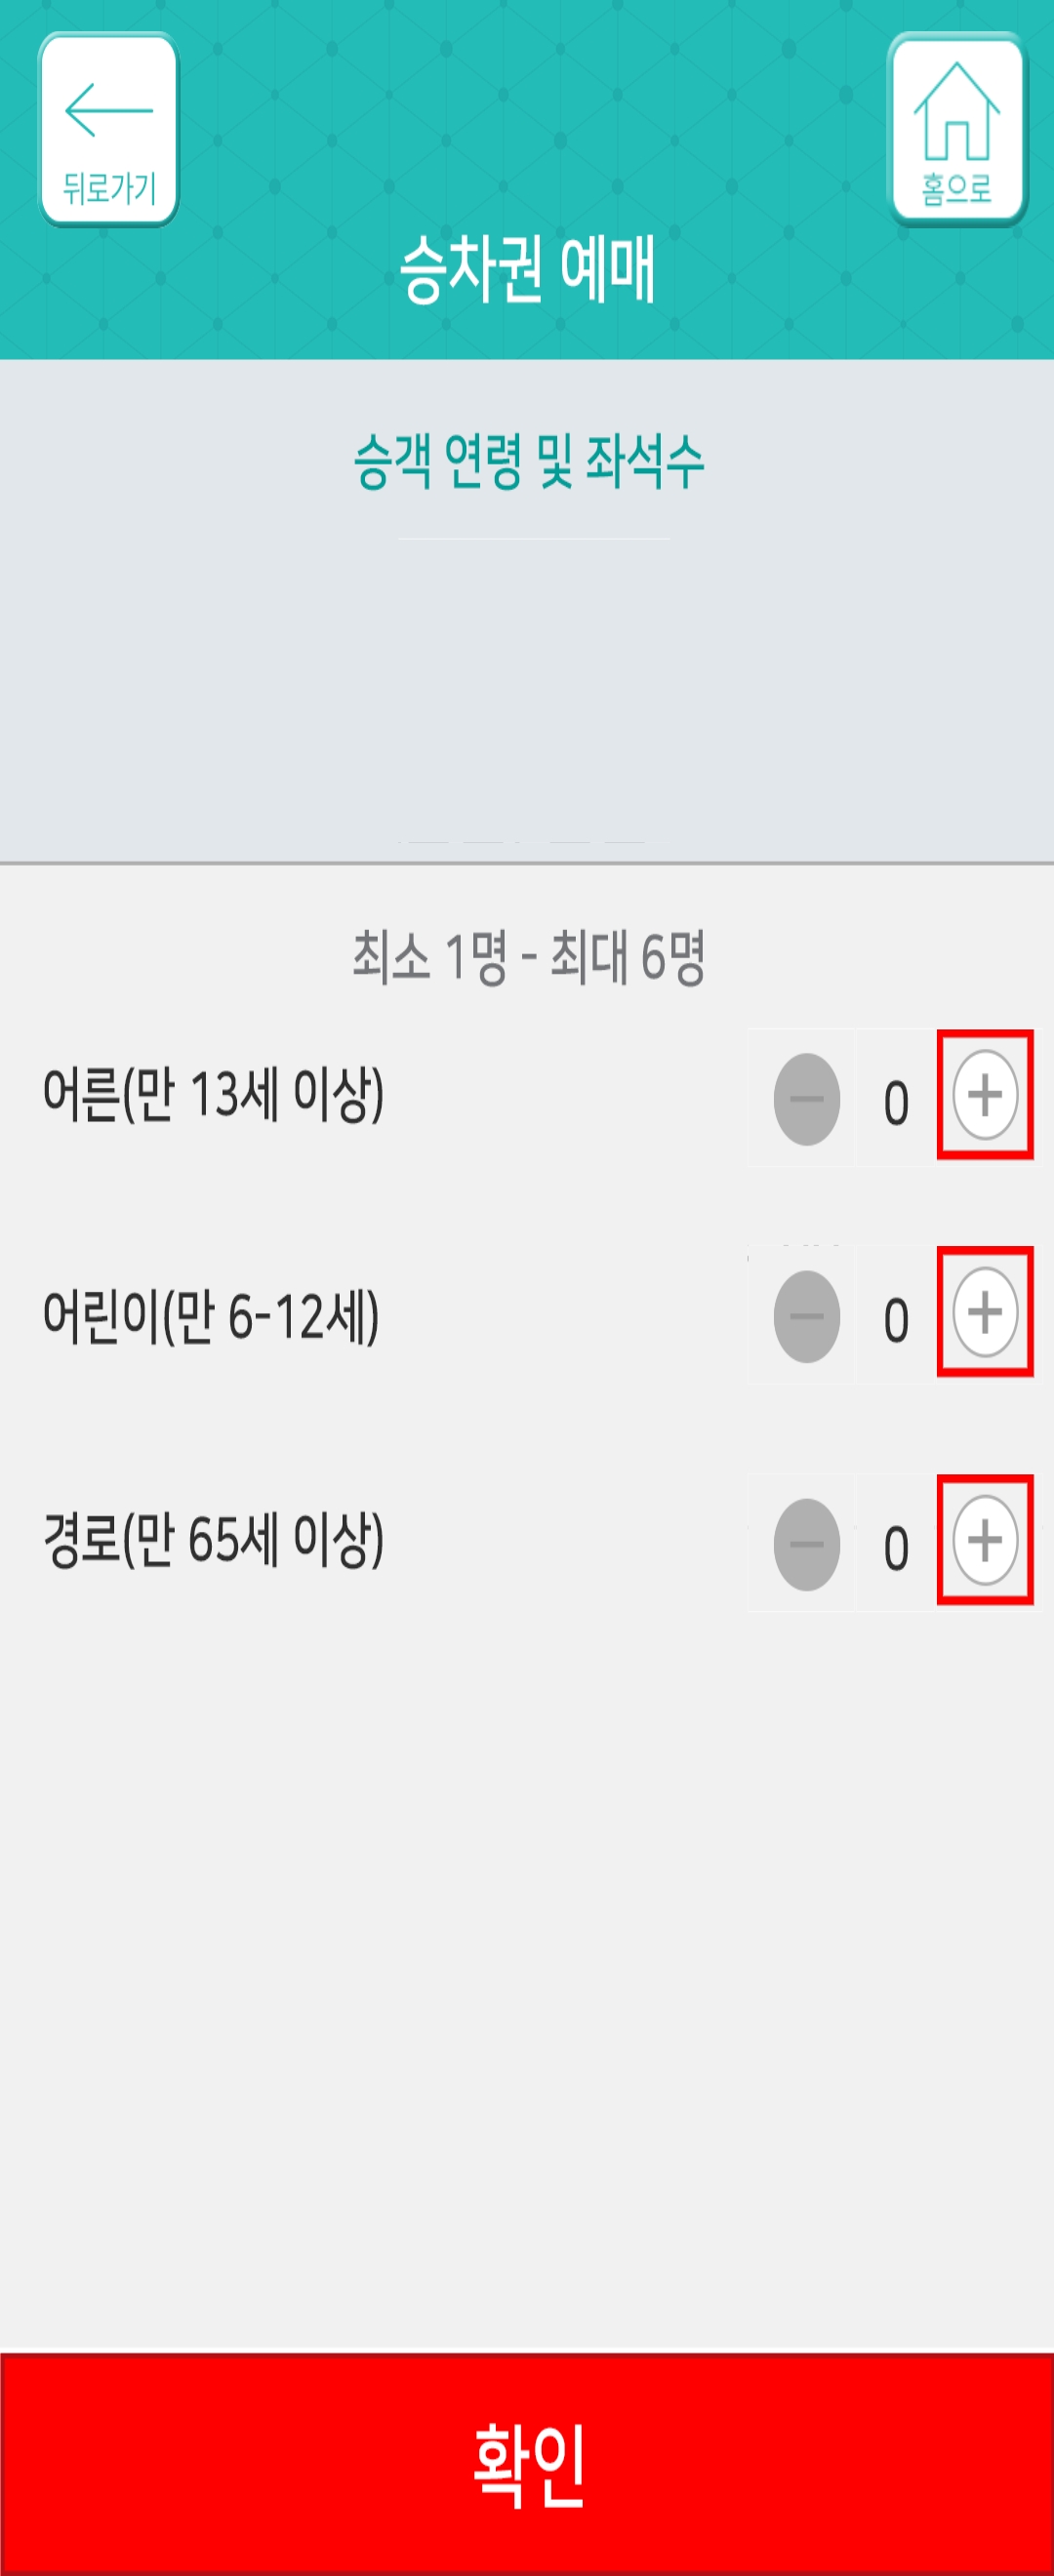 뒤로가기
홈으로
승차권 예매
승객 연령 및 좌석수
최소 1명 - 최대 6명
어른(만 13세 이상)
0
어린이(만 6-12세)
0
경로(만 65세 이상)
0
확인